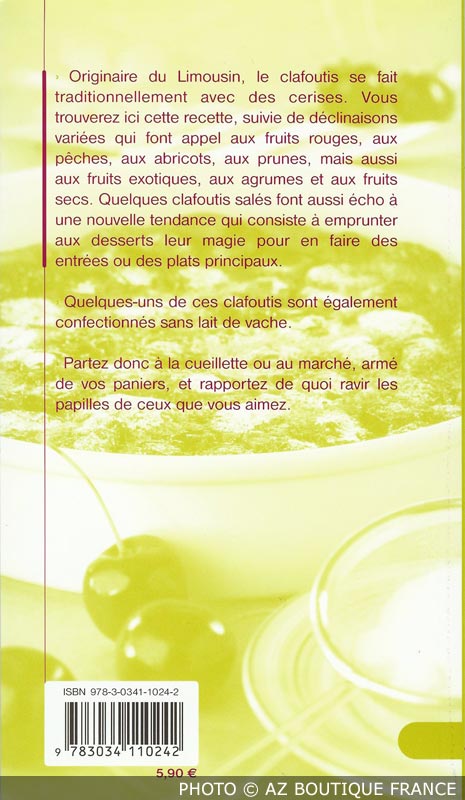 Originaire du Limousin, le clafoutis se fait
traditionnellement avec des cerises. Vous
trouverez ici cette recette, suivie de déclinaisons
variées qui font appel aux fruits rouges, aux
pêches, aux abricots, aux prunes, mais aussi
aux fruits exotiques, aux agrumes et aux fruits
secs. Quelques clafoutis salés font aussi écho à
une nouvelle tendance qui consiste à emprunter
aux desserts leur magie pour en faire des
entrées ou des plats principaux.
Quelques-uns de ces clafoutis sont également
confectionnés sans lait de vache.
Partez donc à la cueillette ou au marché, armé
de vos paniers, et rapportez de quoi ravir les
papilles de ceux que vous aimez.
ISBN 978-3-0341-1024-2
9 783034 110242
5,90 €
PHOTO © AZ BOUTIQUE FRANCE